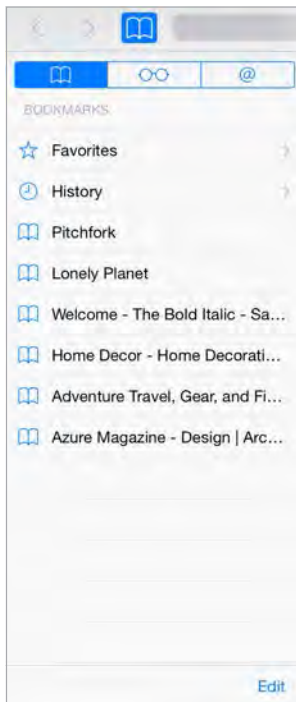 @
BOOKMARKS
Favorites
History
Pitchfork
Lonely Planet
Welcome - The Bold Italic - Sa...
Home Decor - Home Decorati...
Adventure Travel, Gear, and Fi...
Azure Magazine - Design | Arc...
Edit